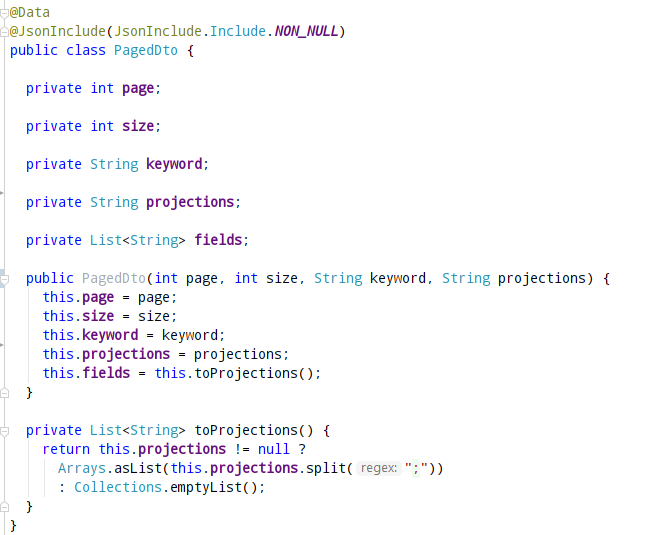 @Data
@JsonInclude(JsonInclude.Include.NON_NULL)
public class PagedDto {
private int page;
private int size;
private String keyword;
private String projections;
private List<String> fields;
public PagedDto(int page, int size, String keyword, String projections) {
this.page = page;
this.size = size;
this.keyword = keyword;
this.projections = projections;
this.fields = this.toProjections();
}
private List<String> toProjections() {
return this.projections != null ?
Arrays.asList(this.projections.split( regex: ";"))
: Collections.emptyList();
}
}